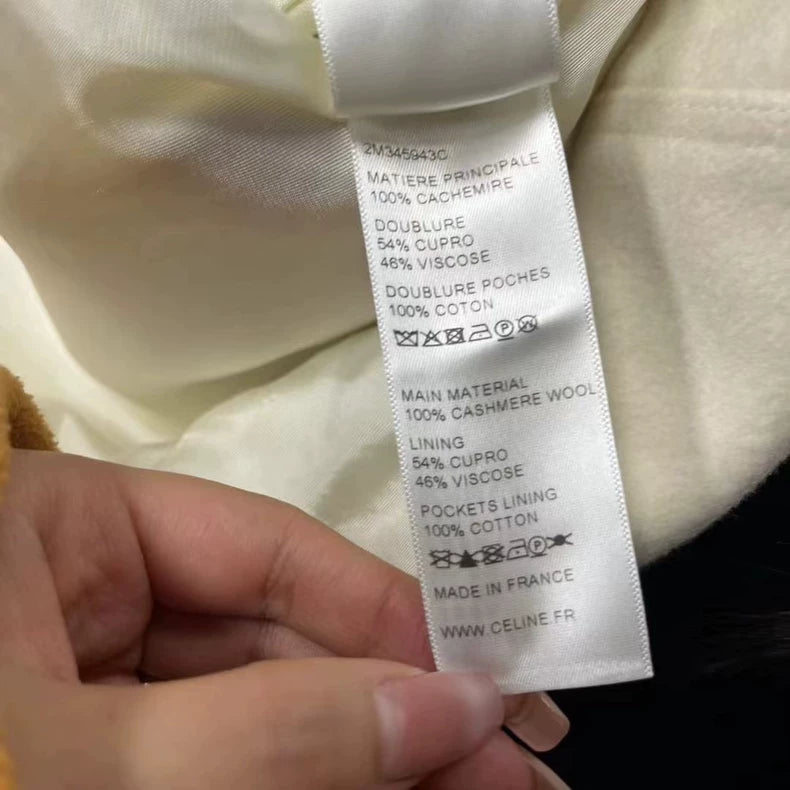 2M345943C
MATIERE PRINCIPALE
100% CACHEMIRE
DOUBLURE
54% CUPRO
46% VISCOSE
DOUBLURE POCHES
100% COTON
P W
MAIN MATERIAL
100% CASHMERE WOOL
LINING
54% CUPRO
46% VISCOSE
POCKETS LINING
100% COTTON
P
MADE IN FRANCE
WWW.CELINE.FR